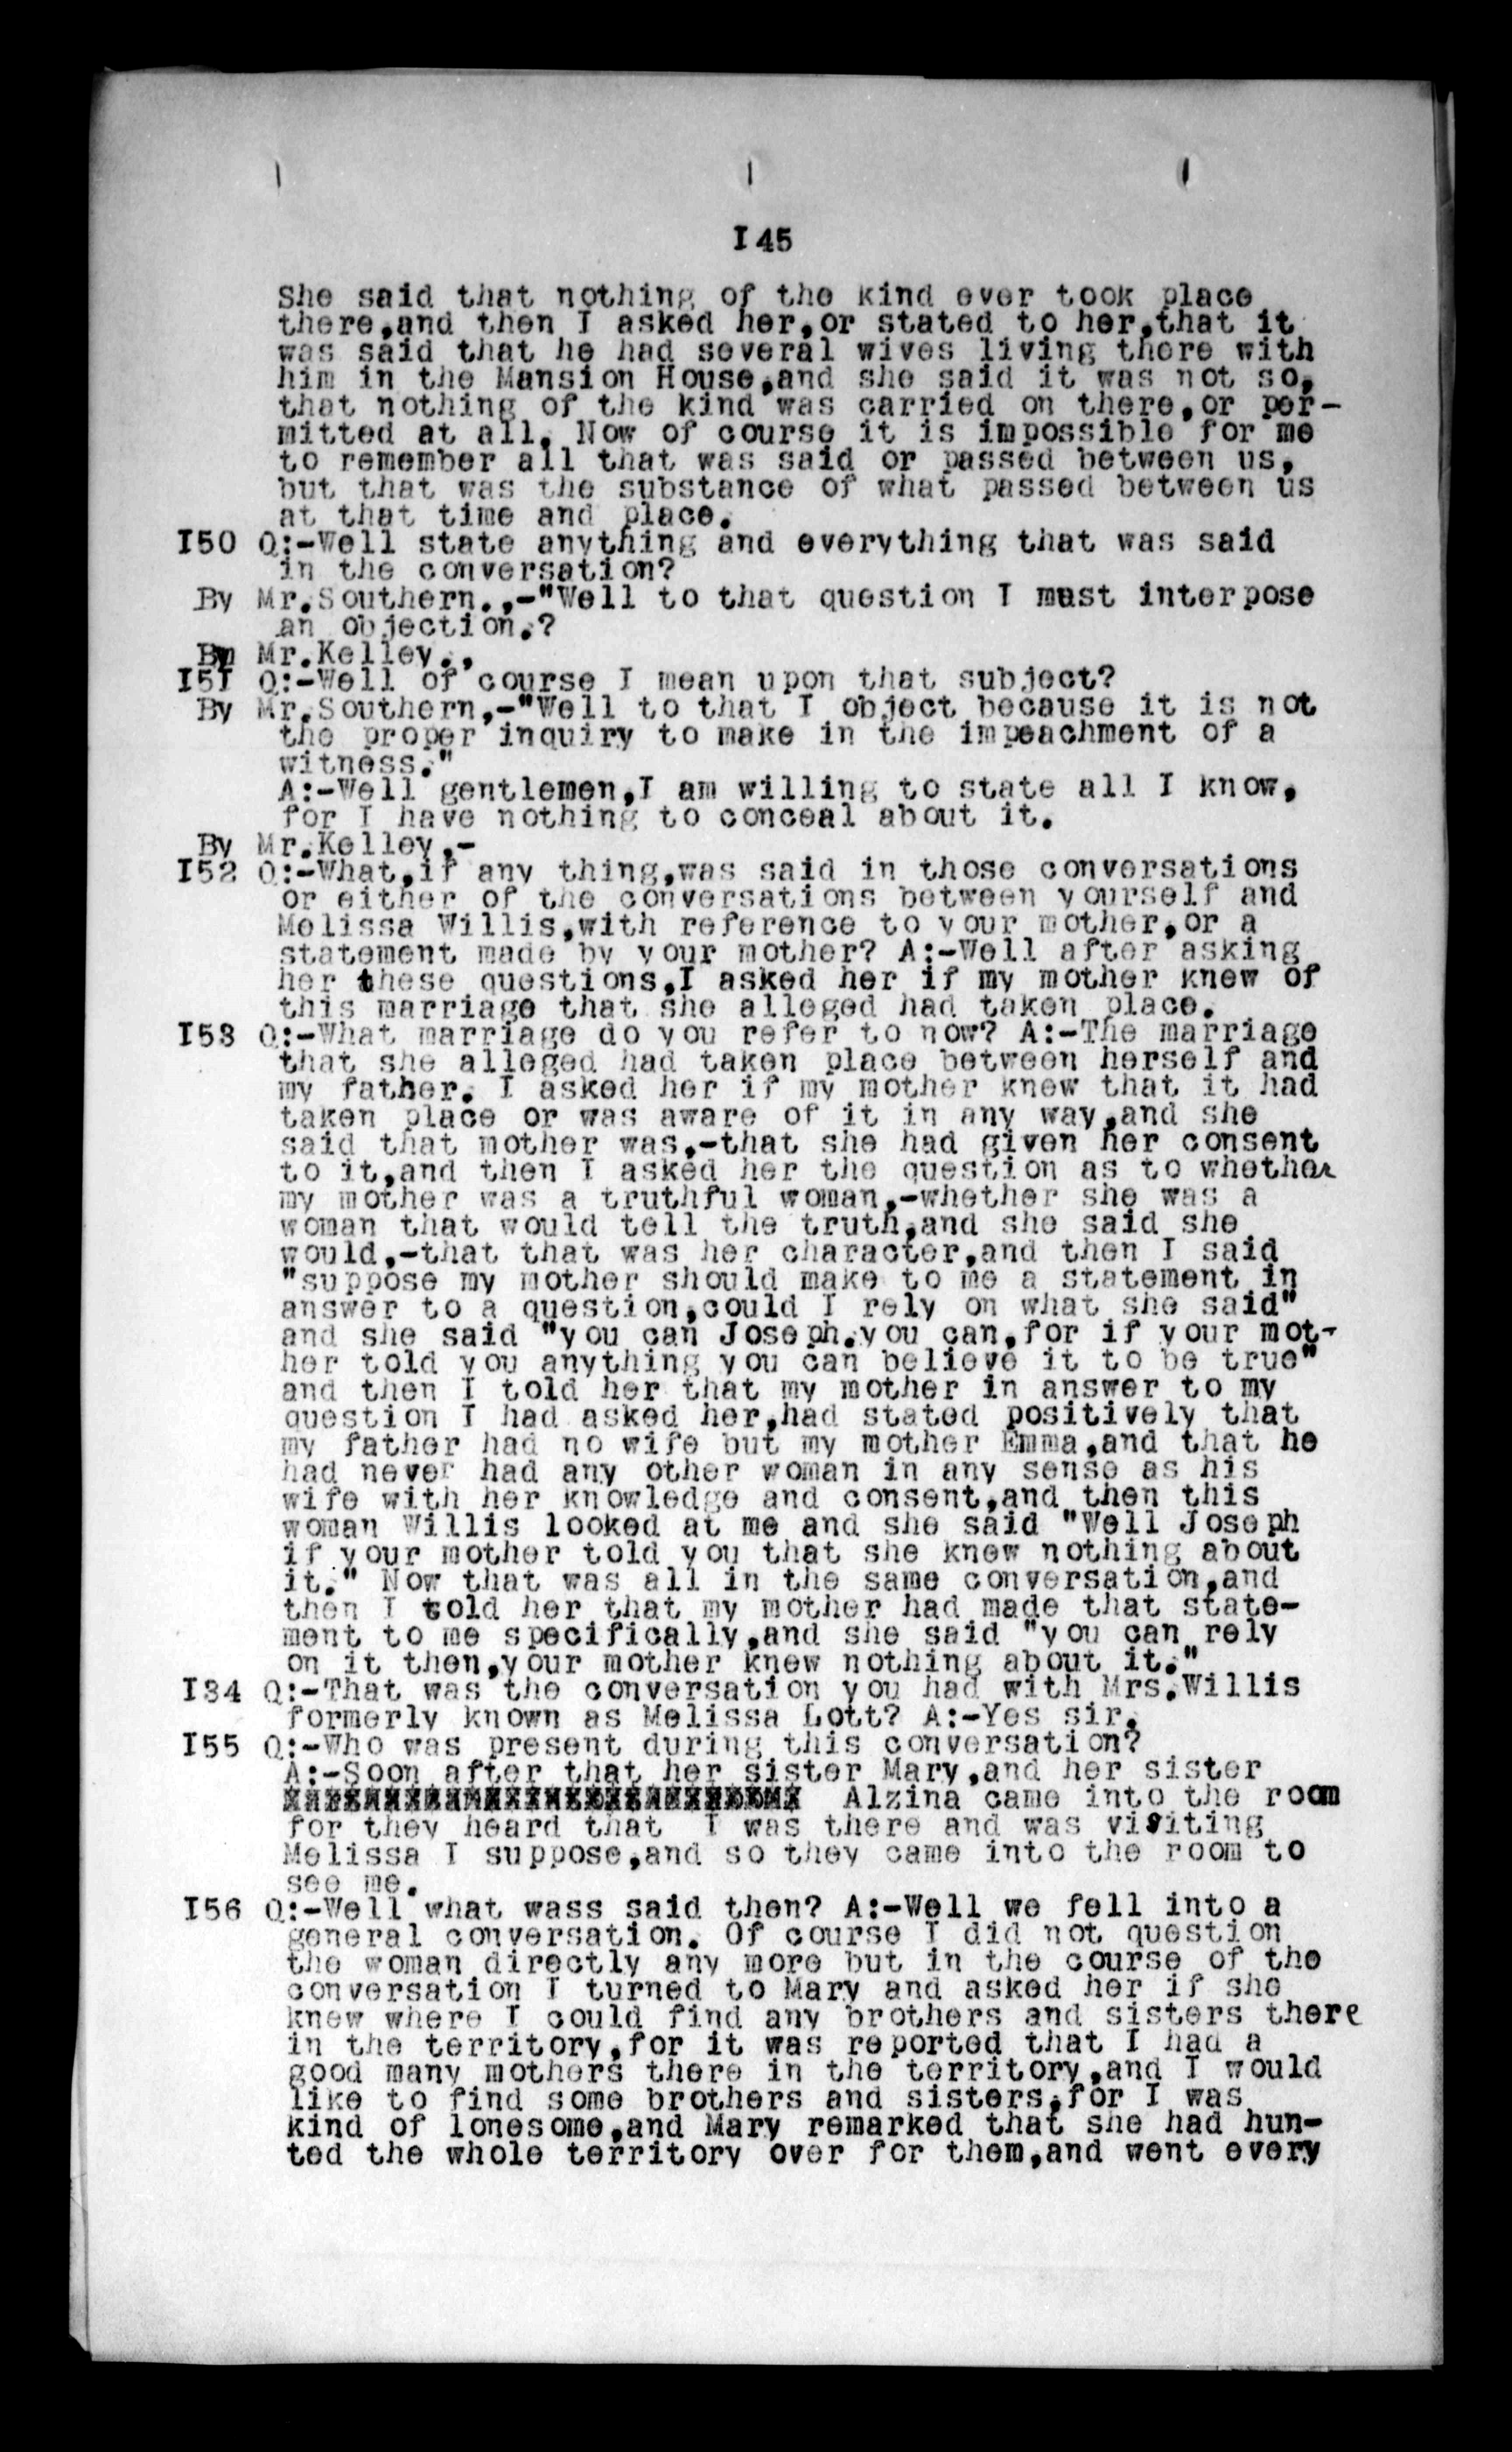 I45
She said that nothing of the kind ever took place
there,and then I asked her,or stated to her,that it
was said that he had several wives living there with
him in the Mansion House,and she said it was not so,
that nothing of the kind was carried on there,or per-
mitted at all. Now of course it is impossible for me
to remember all that was said or passed between us,
but that was the substance of what passed between us
at that time and place.
I50 Q:-Well state anything and everything that was said
in the conversation?
By Mr.Southern.,-"Well to that question I must interpose
an objection.?
By Mr.Kelley.,
I51 Q:-Well of course I mean upon that subject?
By Mr.Southern,-"Well to that I object because it is not
the proper inquiry to make in the impeachment of a
witness."
A:-Well gentlemen,I am willing to state all I know,
for I have nothing to conceal about it.
By Mr.Kelley,-
I52 Q:-What,if any thing,was said in those conversations
or either of the conversations between yourself and
Melissa Willis,with reference to your mother,or a
statement made by your mother? A:-Well after asking
her these questions,I asked her if my mother knew of
this marriage that she alleged had taken place.
I53 Q:-What marriage do you refer to now? A:-The marriage
that she alleged had taken place between herself and
my father. I asked her if my mother knew that it had
taken place or was aware of it in any way,and she
said that mother was,-that she had given her consent
to it,and then I asked her the question as to whether
my mother was a truthful woman,-whether she was a
woman that would tell the truth,and she said she
would,-that that was her character,and then I said
"suppose my mother should make to me a statement in
answer to a question,could I rely on what she said"
and she said "you can Joseph.you can,for if your mot-
her told you anything you can believe it to be true"
and then I told her that my mother in answer to my
question I had asked her,had stated positively that
my father had no wife but my mother Emma,and that he
had never had any other woman in any sense as his
wife with her knowledge and consent,and then this
woman Willis looked at me and she said "Well Joseph
if your mother told you that she knew nothing about
it." Now that was all in the same conversation,and
then I told her that my mother had made that state-
ment to me specifically,and she said "you can rely
on it then,your mother knew nothing about it."
I34 Q:-That was the conversation you had with Mrs.Willis
formerly known as Melissa Lott? A:-Yes sir.
I55 Q:-Who was present during this conversation?
A:-Soon after that her sister Mary,and her sister
Alzina came into the room
for they heard that I was there and was visiting
Melissa I suppose,and so they came into the room to
see me.
I56 Q:-Well what wass said then? A:-Well we fell into a
general conversation. Of course I did not question
the woman directly any more but in the course of the
conversation I turned to Mary and asked her if she
knew where I could find any brothers and sisters there
in the territory,for it was reported that I had a
good many mothers there in the territory,and I would
like to find some brothers and sisters,for I was
kind of lonesome,and Mary remarked that she had hun-
ted the whole territory over for them,and went every